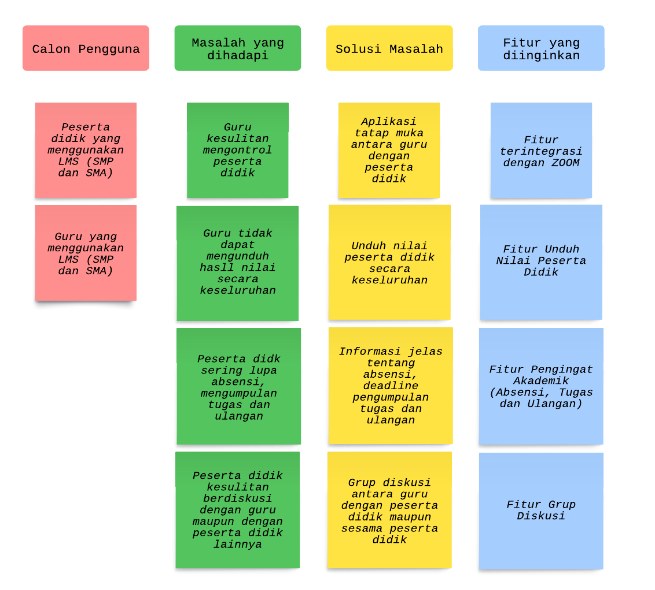 Calon Pengguna
Masalah yang
dihadapi
Solusi Masalah
Fitur yang
diinginkan
Peserta
didik yang
menggunakan
LMS (SMP
dan SMA)
Guru
kesulitan
mengontrol
peserta
didik
Aplikasi
tatap muka
antara guru
dengan
peserta
didik
Fitur
terintegrasi
dengan ZOOM
Guru yang
menggunakan
LMS (SMP
dan SMA)
Guru tidak
dapat
mengunduh
hasll nilai
secara
keseluruhan
Unduh nilai
peserta didik
secara
keseluruhan
Fitur Unduh
Nilai Peserta
Didik
Peserta didk
sering lupa
absensi,
mengumpulan
tugas dan
ulangan
Informasi jelas
tentang
absensi,
deadline
pengumpulan
tugas dan
ulangan
Fitur Pengingat
Akademik
(Absensi, Tugas
dan Ulangan)
Peserta didik
kesulitan
berdiskusi
dengan guru
maupun dengan
peserta didik
lainnya
Grup diskusi
antara guru
dengan peserta
didik maupun
sesama peserta
didik
Fitur Grup
Diskusi